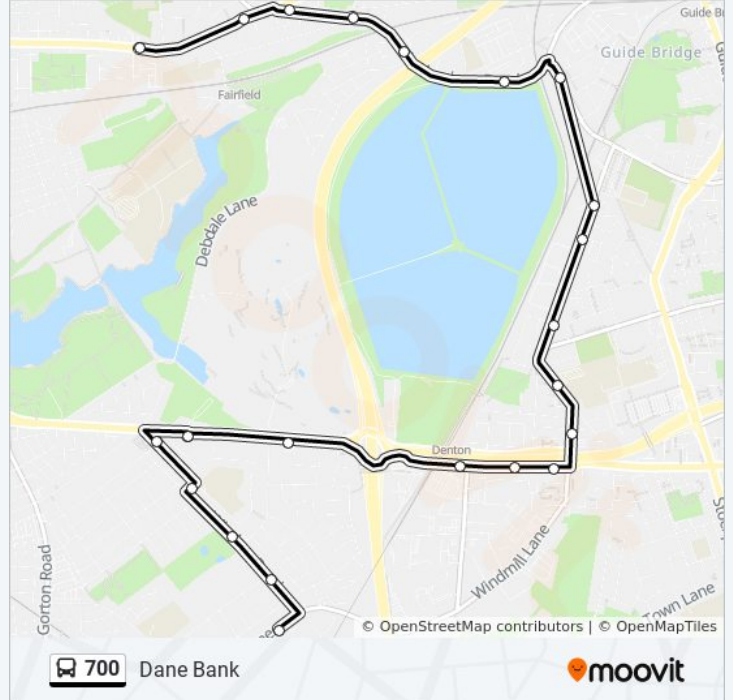 Guide
Guide Bridge
Fairfield
Debdale Lane
Denton
Gorton Road
Windmill Lane
Town Lane
© OpenStreetMap contributors | © OpenMapTiles
700 Dane Bank
moovit